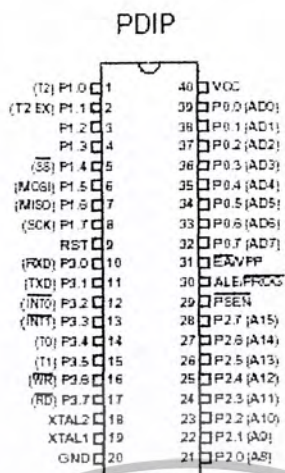 PDIP
(T2) P1.0 1 40 VCC
(T2 EX) P1.1 2 39 P0.0 (AD0)
P1.2 3 38 P0.1 (AD1)
P1.3 4 37 P0.2 (AD2)
(SS) P1.4 5 36 P0.3 (AD3)
(MOSI) P1.5 6 35 P0.4 (AD4)
(MISO) P1.6 7 34 P0.5 (AD5)
(SCK) P1.7 8 33 P0.6 (AD6)
RST 9 32 P0.7 (AD7)
(RXD) P3.0 10 31 EA/VPP
(TXD) P3.1 11 30 ALE/PROG
(INT0) P3.2 12 29 PSEN
(INT1) P3.3 13 28 P2.7 (A15)
(T0) P3.4 14 27 P2.6 (A14)
(T1) P3.5 15 26 P2.5 (A13)
(WR) P3.6 16 25 P2.4 (A12)
(RD) P3.7 17 24 P2.3 (A11)
XTAL2 18 23 P2.2 (A10)
XTAL1 19 22 P2.1 (A9)
GND 20 21 P2.0 (A8)